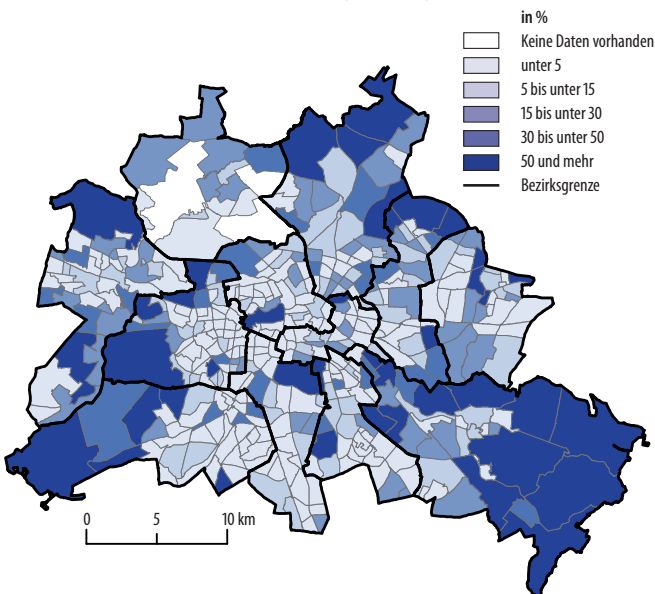 in %
Keine Daten vorhanden
unter 5
5 bis unter 15
15 bis unter 30
30 bis unter 50
50 und mehr
Bezirksgrenze
0 5 10 km